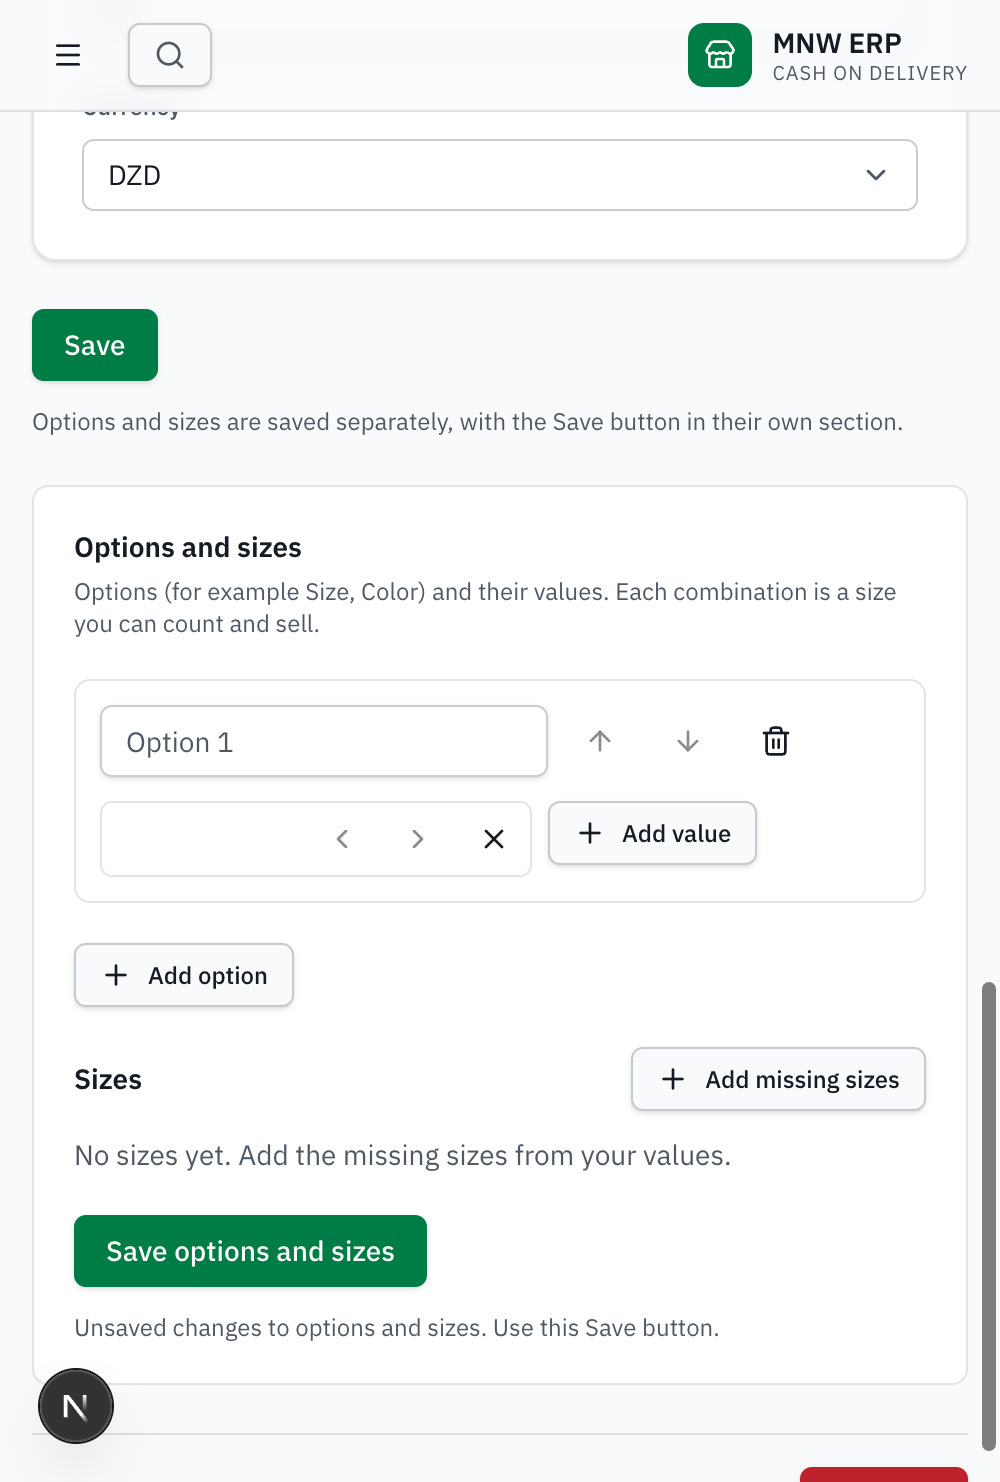 MNW ERP
CASH ON DELIVERY
Currency
DZD
Save
Options and sizes are saved separately, with the Save button in their own section.
Options and sizes
Options (for example Size, Color) and their values. Each combination is a size
you can count and sell.
Option 1
Add value
Add option
Sizes
Add missing sizes
No sizes yet. Add the missing sizes from your values.
Save options and sizes
Unsaved changes to options and sizes. Use this Save button.
N